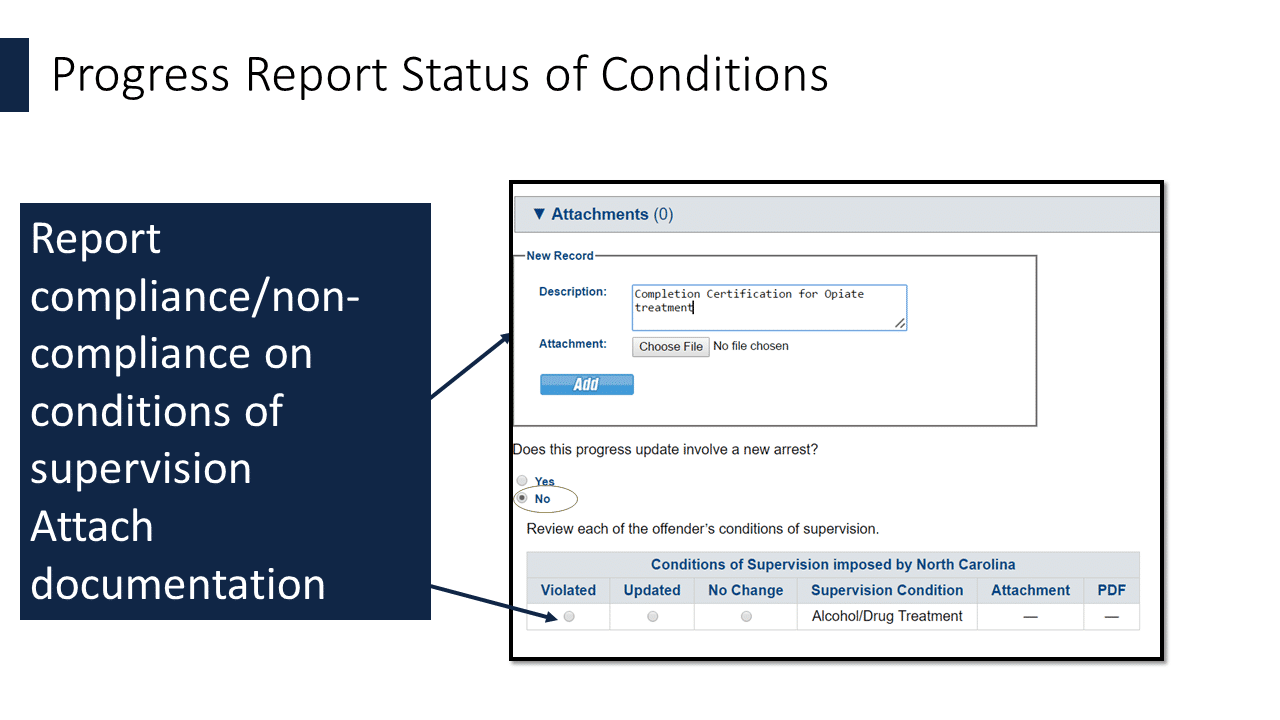 Progress Report Status of Conditions
Report
compliance/non-
compliance on
conditions of
supervision
Attach
documentation
▼ Attachments (0)
New Record
Description:
Completion Certification for Opiate
treatment
Attachment:
Choose File No file chosen
Add
Does this progress update involve a new arrest?
Yes
No
Review each of the offender's conditions of supervision.
Conditions of Supervision imposed by North Carolina
Violated Updated No Change Supervision Condition Attachment PDF
Alcohol/Drug Treatment — —